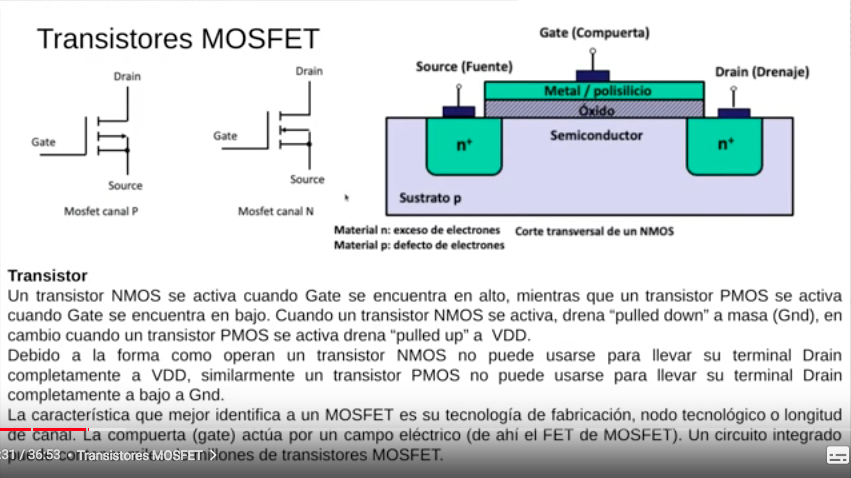 Transistores MOSFET
Gate (Compuerta)
Source (Fuente)
Drain (Drenaje)
Metal / polisilicio
Óxido
Semiconductor
n⁺
n⁺
Sustrato p
Drain
Gate
Source
Mosfet canal P
Drain
Gate
Source
Mosfet canal N
Material n: exceso de electrones
Material p: defecto de electrones
Corte transversal de un NMOS
Transistor
Un transistor NMOS se activa cuando Gate se encuentra en alto, mientras que un transistor PMOS se activa
cuando Gate se encuentra en bajo. Cuando un transistor NMOS se activa, drena “pulled down” a masa (Gnd), en
cambio cuando un transistor PMOS se activa drena “pulled up” a VDD.
Debido a la forma como operan un transistor NMOS no puede usarse para llevar su terminal Drain
completamente a VDD, similarmente un transistor PMOS no puede usarse para llevar su terminal Drain
completamente a bajo a Gnd.
La característica que mejor identifica a un MOSFET es su tecnología de fabricación, nodo tecnológico o longitud
de canal. La compuerta (gate) actúa por un campo eléctrico (de ahí el FET de MOSFET). Un circuito integrado
millones de transistores MOSFET.
:31 / 36:53 • Transistores MOSFET >